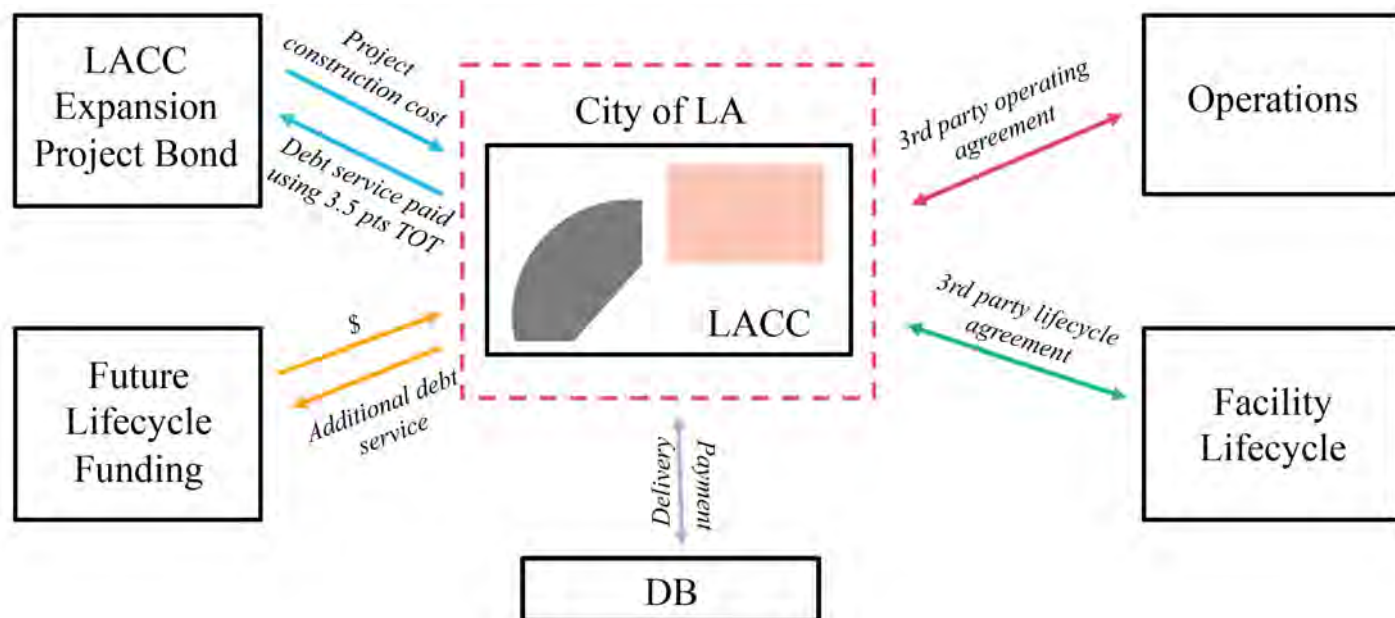 LACC
Expansion
Project Bond
Project
construction cost
Debt service paid
using 3.5 pts TOT
City of LA
LACC
3rd party operating
agreement
Operations
Future
Lifecycle
Funding
$
Additional debt
service
Delivery
Payment
DB
3rd party lifecycle
agreement
Facility
Lifecycle